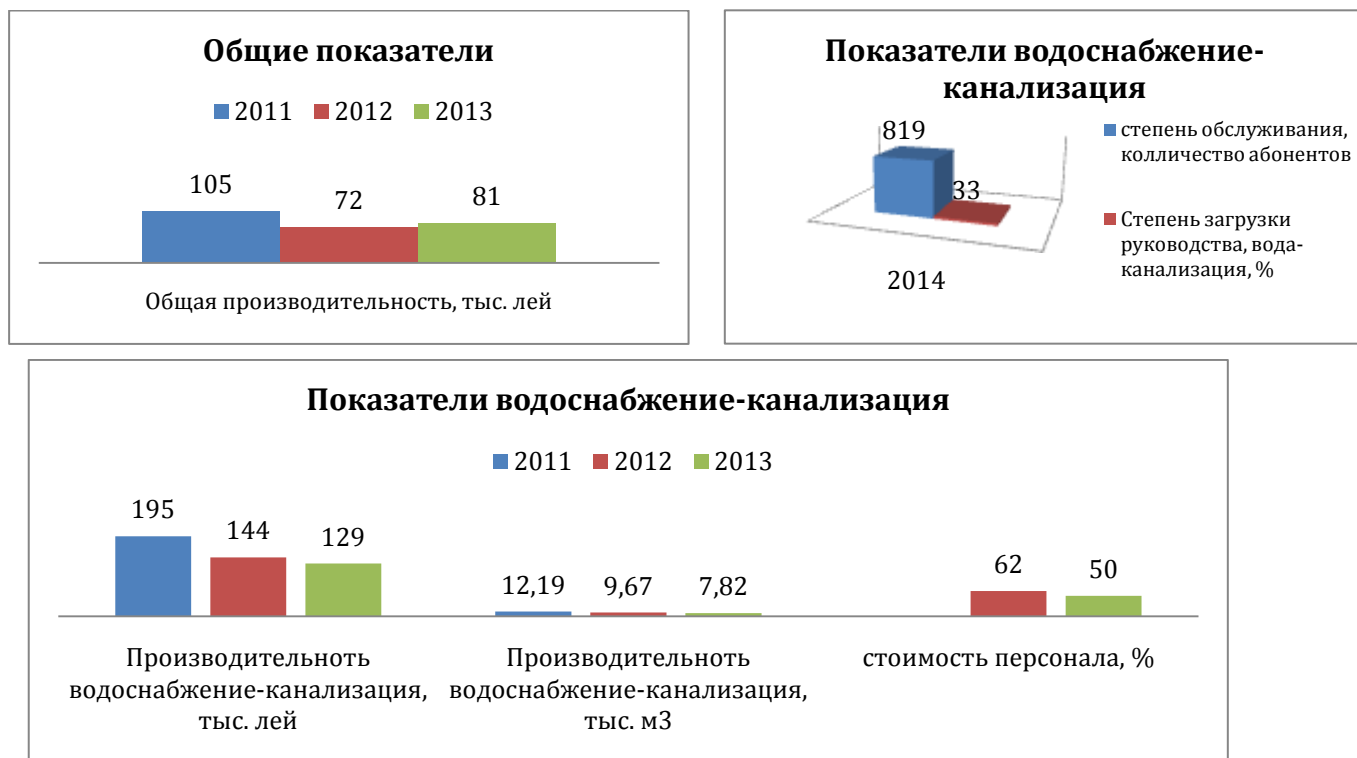 Общие показатели
2011 2012 2013
105 72 81
Общая производительность, тыс. лей
Показатели водоснабжение-
канализация
819
33
2014
степень обслуживания,
колличество абонентов
Степень загрузки
руководства, вода-
канализация, %
Показатели водоснабжение-канализация
2011 2012 2013
195 144 129
12,19 9,67 7,82
62 50
Производительноть
водоснабжение-канализация,
тыс. лей
Производительноть
водоснабжение-канализация,
тыс. м3
стоимость персонала, %